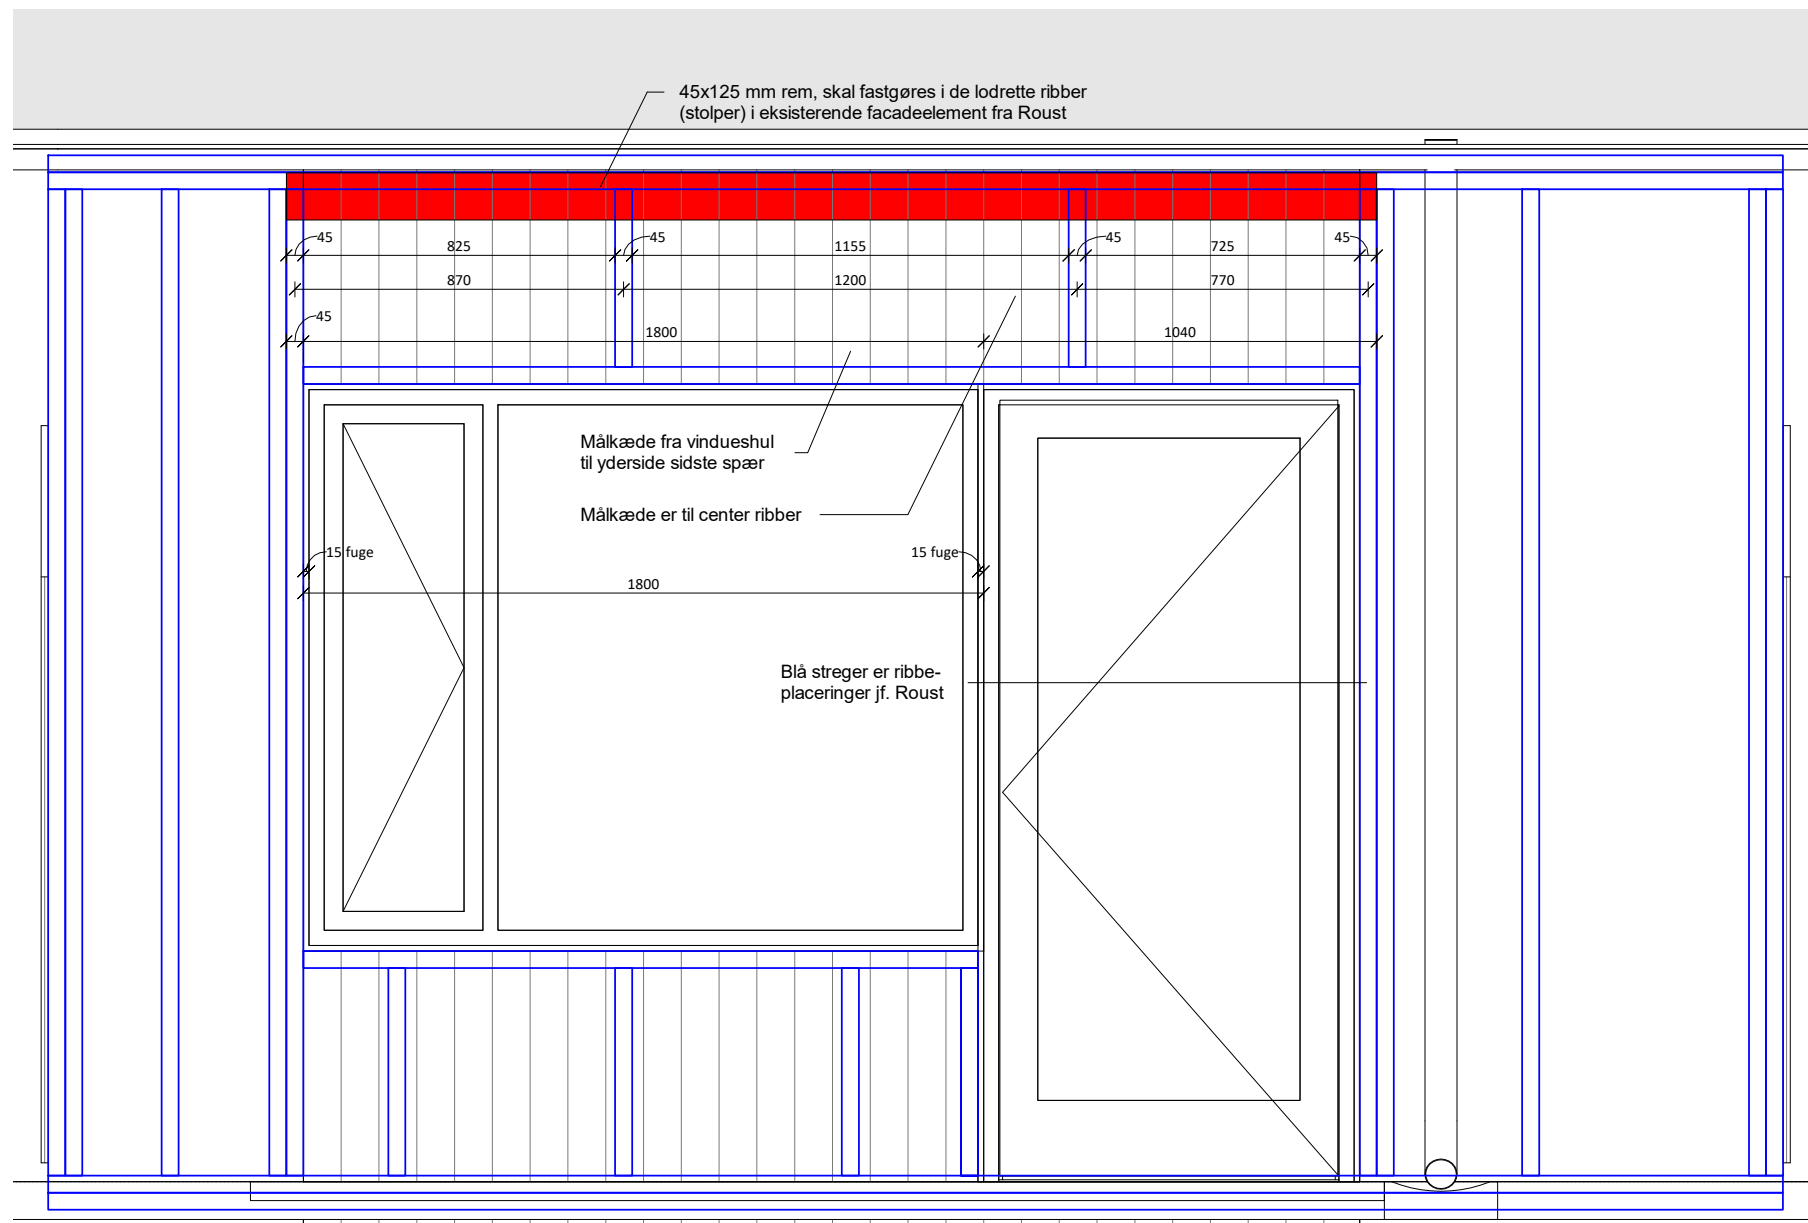 45x125 mm rem, skal fastgøres i de lodrette ribber
(stolper) i eksisterende facadeelement fra Roust
45
825
45
1155
45
725
45
870
1200
770
45
1800
1040
Målkæde fra vindueshul
til yderside sidste spær
Målkæde er til center ribber
15 fuge
15 fuge
1800
Blå streger er ribbe-
placeringer jf. Roust